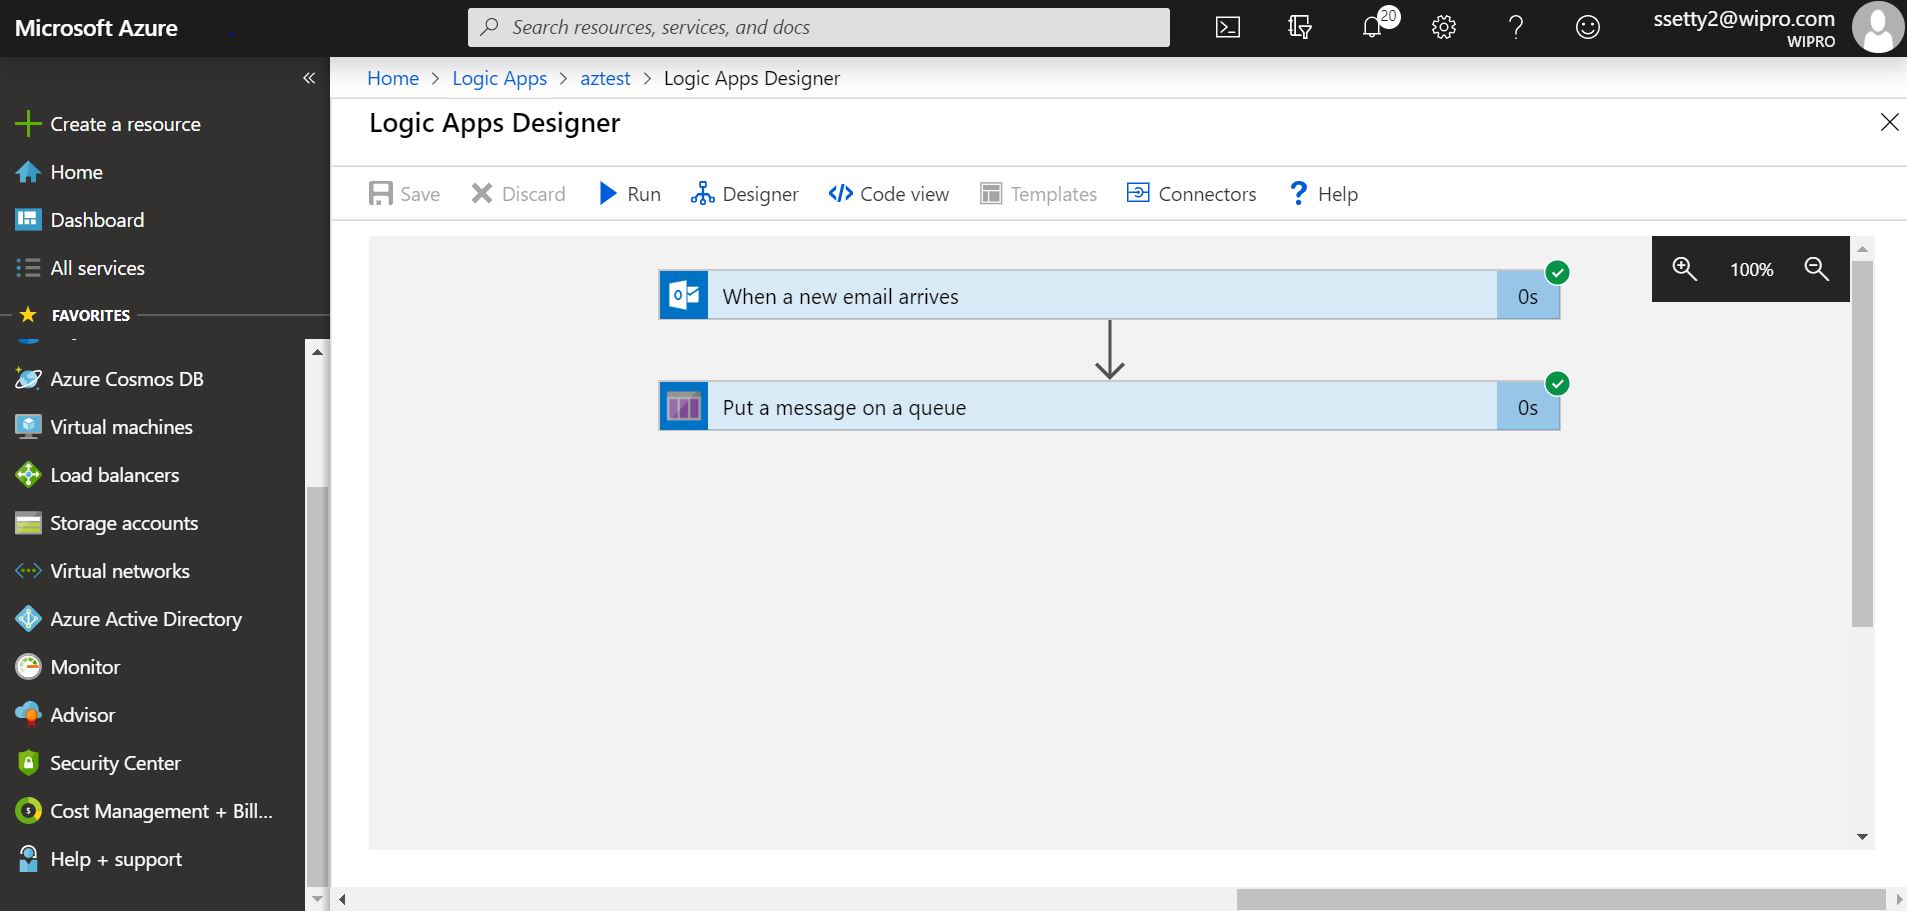 Microsoft Azure
Search resources, services, and docs
20
ssetty2@wipro.com
WIPRO
«
Home > Logic Apps > aztest > Logic Apps Designer
Logic Apps Designer
Create a resource
Home
Dashboard
All services
FAVORITES
Azure Cosmos DB
Virtual machines
Load balancers
Storage accounts
Virtual networks
Azure Active Directory
Monitor
Advisor
Security Center
Cost Management + Bill...
Help + support
Save Discard Run Designer Code view Templates Connectors Help
When a new email arrives 0s
100%
Put a message on a queue 0s